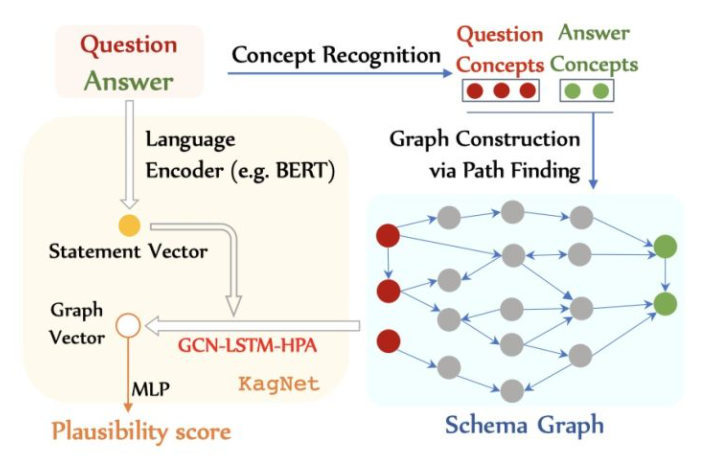 Question
Answer
Concept Recognition
Question
Concepts
Answer
Concepts
Language
Encoder (e.g. BERT)
Graph Construction
via Path Finding
Statement Vector
Graph
Vector
GCN-LSTM-HPA
MLP
KagNet
Plausibility score
Schema Graph